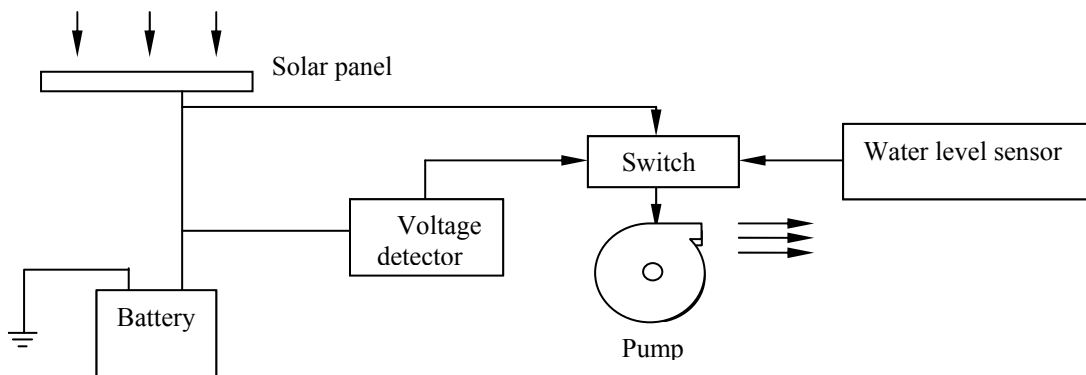 Solar panel
Switch
Water level sensor
Voltage
detector
Battery
Pump